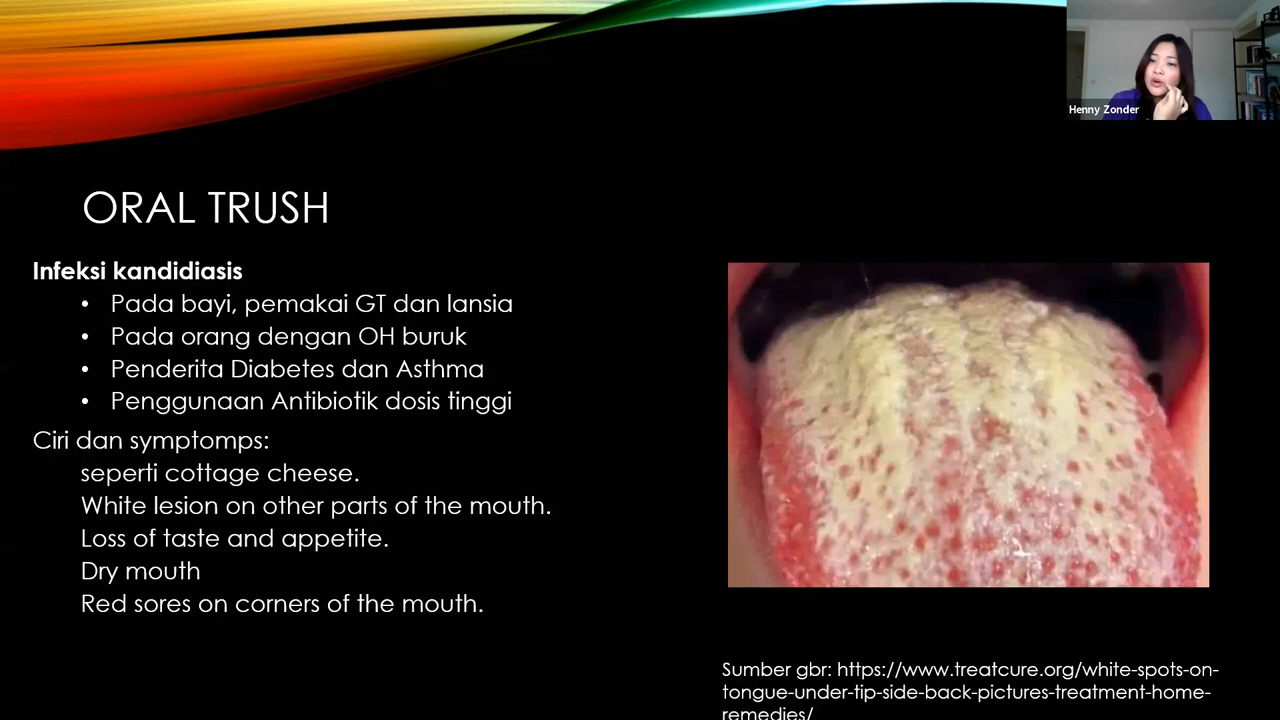 Henny Zonder
ORAL TRUSH
Infeksi kandidiasis
• Pada bayi, pemakai GT dan lansia
• Pada orang dengan OH buruk
• Penderita Diabetes dan Asthma
• Penggunaan Antibiotik dosis tinggi
Ciri dan symptomps:
seperti cottage cheese.
White lesion on other parts of the mouth.
Loss of taste and appetite.
Dry mouth
Red sores on corners of the mouth.
Sumber gbr: https://www.treatcure.org/white-spots-on-
tongue-under-tip-side-back-pictures-treatment-home-
remedies/